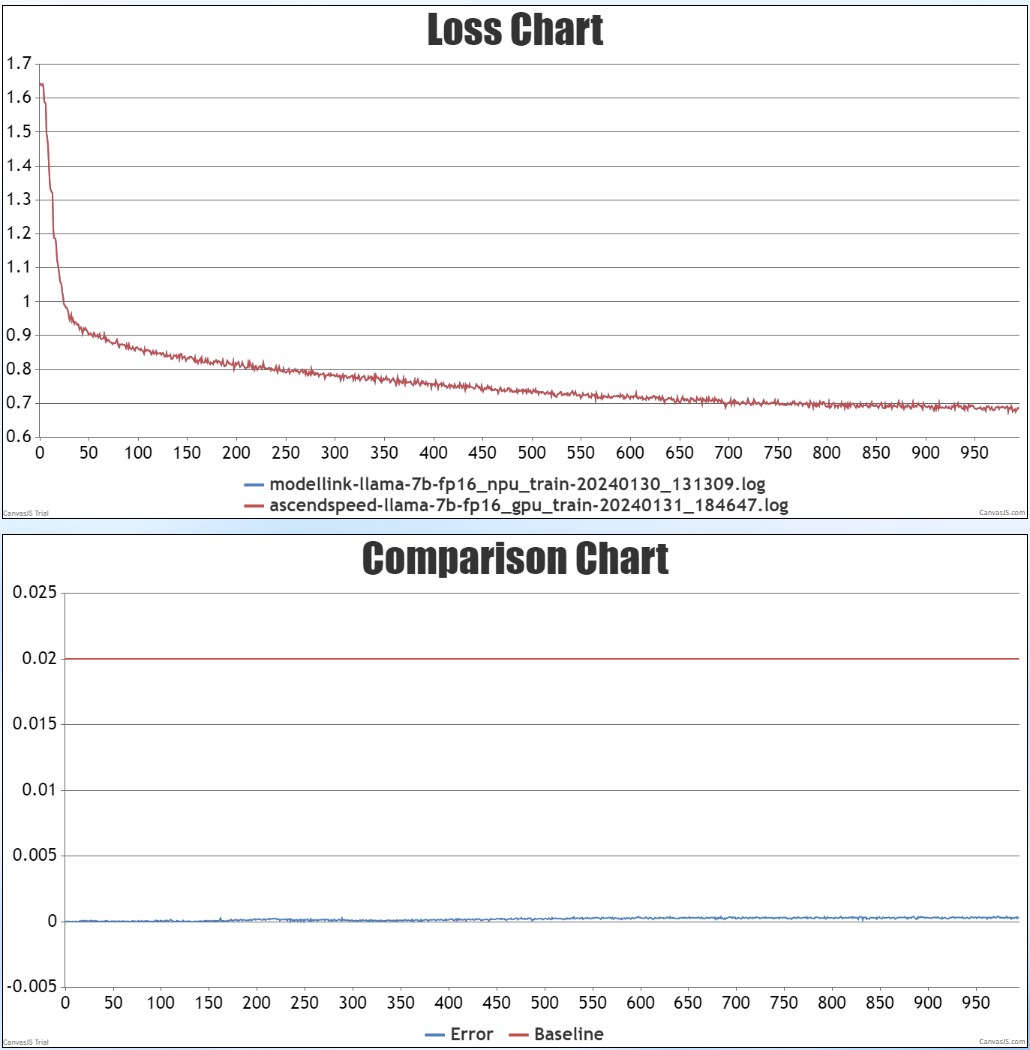 Loss Chart
1.7
1.6
1.5
1.4
1.3
1.2
1.1
1
0.9
0.8
0.7
0.6
0 50 100 150 200 250 300 350 400 450 500 550 600 650 700 750 800 850 900 950
modellink-llama-7b-fp16_npu_train-20240130_131309.log
ascendspeed-llama-7b-fp16_gpu_train-20240131_184647.log
CanvasJS Trial CanvasJS.com
Comparison Chart
0.025
0.02
0.015
0.01
0.005
0
-0.005
0 50 100 150 200 250 300 350 400 450 500 550 600 650 700 750 800 850 900 950
Error Baseline
CanvasJS Trial CanvasJS.com